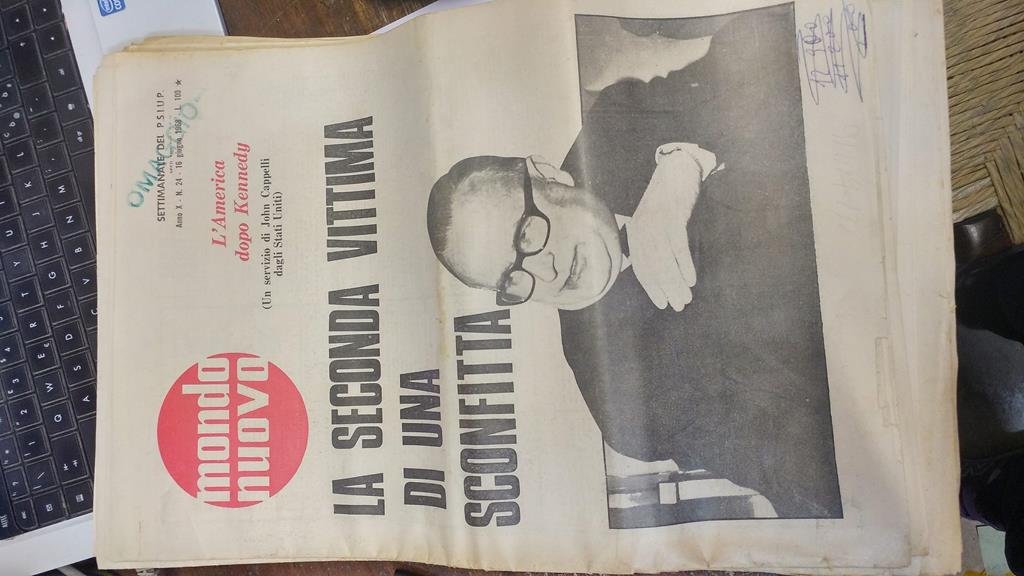 mondo
nuovo
OMAGGIO.
SETTIMANALE DEL P.S.I.U.P.
Anno X - N. 24 - 16 giugno 1968 L. 100 ★
L'America
dopo Kennedy
(Un servizio di John Cappelli
dagli Stati Uniti)
LA SECONDA VITTIMA
DI UNA
SCONFITTA